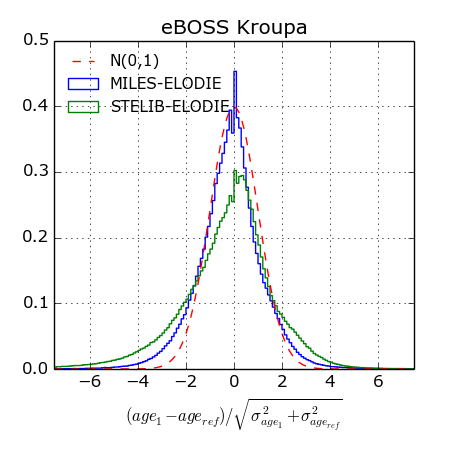 eBOSS Kroupa
0.5
0.4
0.3
0.2
0.1
0.0
N(0,1)
MILES-ELODIE
STELIB-ELODIE
−6 −4 −2 0 2 4 6
(age₁−age_ref)/√σ²_age₁+σ²_age_ref